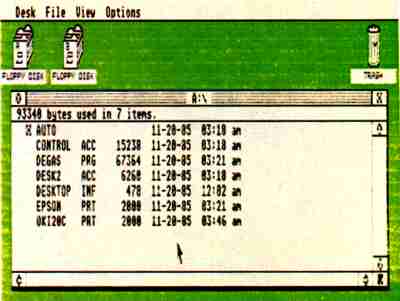 Desk File View Options
FLOPPY DISK FLOPPY DISK TRASH
A:\
93340 bytes used in 7 items.
AUTO 11-20-85 03:18 am
CONTROL ACC 15238 11-20-85 03:18 am
DEGAS PRG 67364 11-20-85 03:21 am
DESK2 ACC 6260 11-20-85 03:18 am
DESKTOP INF 478 11-20-85 12:02 am
EPSON PRT 2000 11-20-85 03:21 am
OKI20C PRT 2000 11-20-85 03:46 am